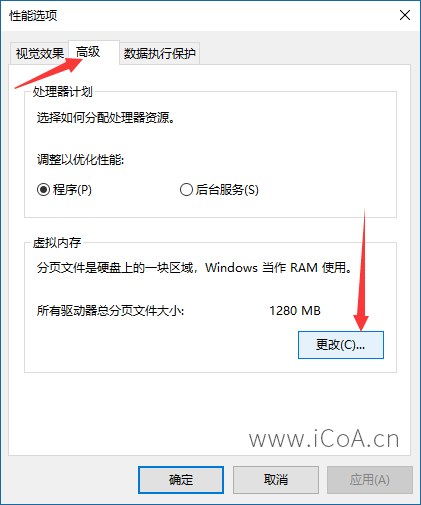 性能选项
视觉效果 高级 数据执行保护
处理器计划
选择如何分配处理器资源。
调整以优化性能:
程序(P) 后台服务(S)
虚拟内存
分页文件是硬盘上的一块区域，Windows 当作 RAM 使用。
所有驱动器总分页文件大小: 1280 MB
更改(C)...
www.iCoA.cn
确定 取消 应用(A)